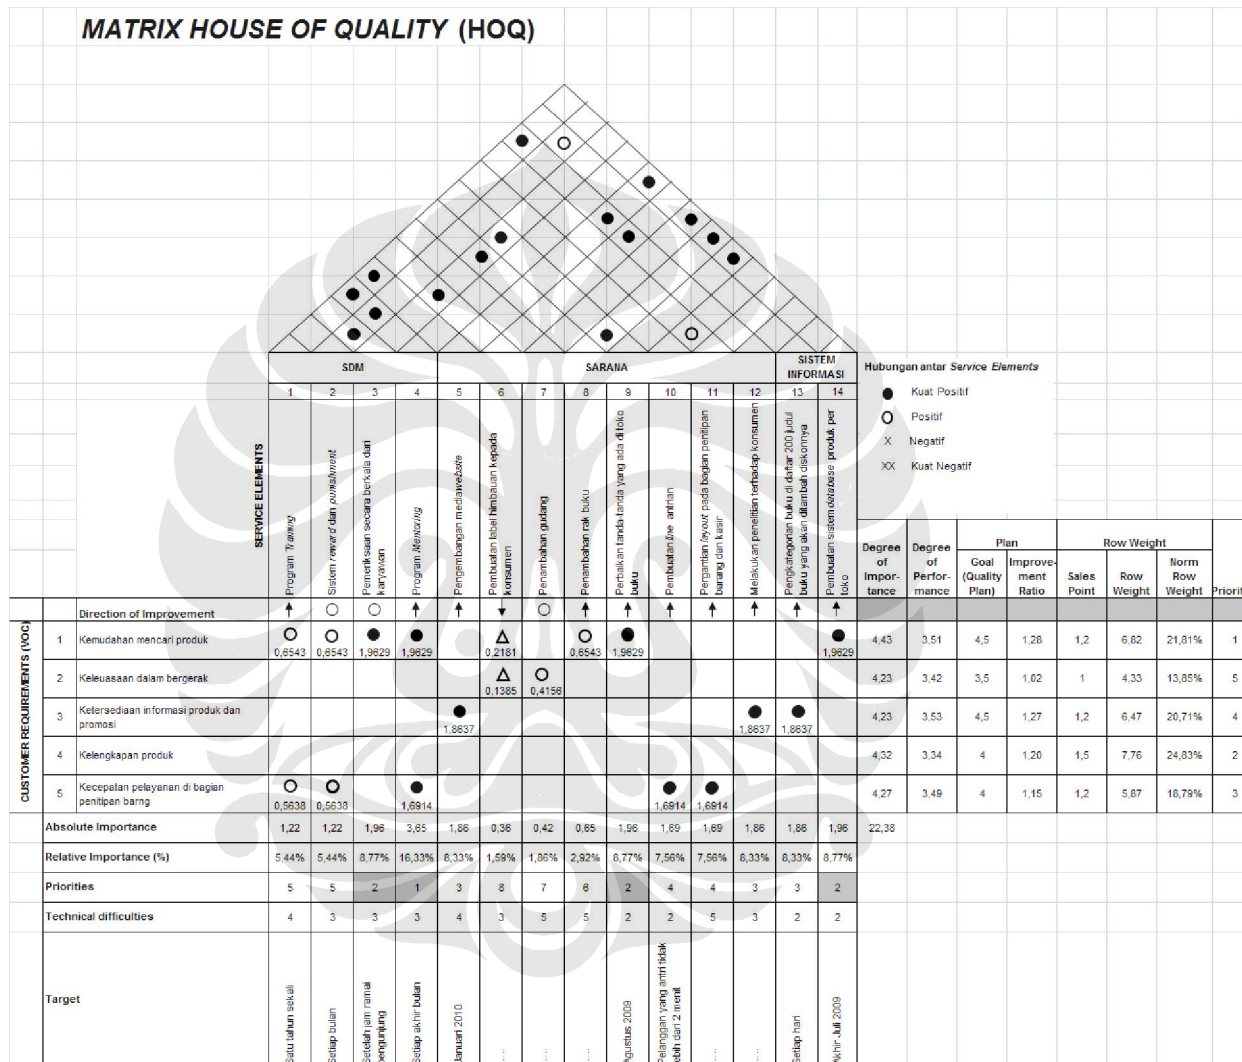 MATRIX HOUSE OF QUALITY (HOQ)
SDM
SARANA
SISTEM
INFORMASI
1 2 3 4 5 6 7 8 9 10 11 12 13 14
Hubungan antar Service Elements
Kuat Positif
Positif
X Negatif
XX Kuat Negatif
SERVICE ELEMENTS
Program Training
Sistem reward dan punishment
Pemeriksaan secara berkala dari
karyawan
Program Mentoring
Pengembangan media website
Pembuatan label himbauan kepada
konsumen
Penambahan gudang
Penambahan rak buku
Perbaikan tanda-tanda yang ada di toko
buku
Pembuatan line antrian
Pergantian layout pada bagian penitipan
barang dan kasir
Melakukan penelitian terhadap konsumen
Pengkategorian buku di daftar 200 judul
buku yang akan ditambah diskonnya
Pembuatan sistem database produk per
toko
Degree
of
Impor-
tance
Degree
of
Perfor-
mance
Plan
Goal
(Quality
Plan)
Improve-
ment
Ratio
Row Weight
Sales
Point
Row
Weight
Norm
Row
Weight
Priorit
Direction of Improvement
CUSTOMER REQUIREMENTS (VOC)
1 Kemudahan mencari produk 4,43 3,51 4,5 1,28 1,2 6,82 21,81% 1
0,6543 0,6543 1,9629 1,9629 0,2181 0,6543 1,9629 1,9629
2 Keleuasaan dalam bergerak 4,23 3,42 3,5 1,02 1 4,33 13,85% 5
0,1385 0,4156
3 Ketersediaan informasi produk dan
promosi 4,23 3,53 4,5 1,27 1,2 6,47 20,71% 4
1,8637 1,8637 1,8637
4 Kelengkapan produk 4,32 3,34 4 1,20 1,5 7,76 24,83% 2
5 Kecepatan pelayanan di bagian
penitipan barng 4,27 3,49 4 1,15 1,2 5,87 18,79% 3
0,5638 0,5638 1,6914 1,6914 1,6914
Absolute Importance 1,22 1,22 1,96 3,65 1,86 0,36 0,42 0,65 1,96 1,69 1,69 1,86 1,86 1,96 22,38
Relative Importance (%) 5,44% 5,44% 8,77% 16,33% 8,33% 1,59% 1,86% 2,92% 8,77% 7,56% 7,56% 8,33% 8,33% 8,77%
Priorities 5 5 2 1 3 8 7 6 2 4 4 3 3 2
Technical difficulties 4 3 3 3 4 3 5 5 2 2 5 3 2 2
Target
Satu tahun sekali
Setiap bulan
Setelah jam ramai
pengunjung
Setiap akhir bulan
Januari 2010
Agustus 2009
Pelanggan yang antri tidak
lebih dari 2 menit
Setiap hari
Akhir Juli 2009